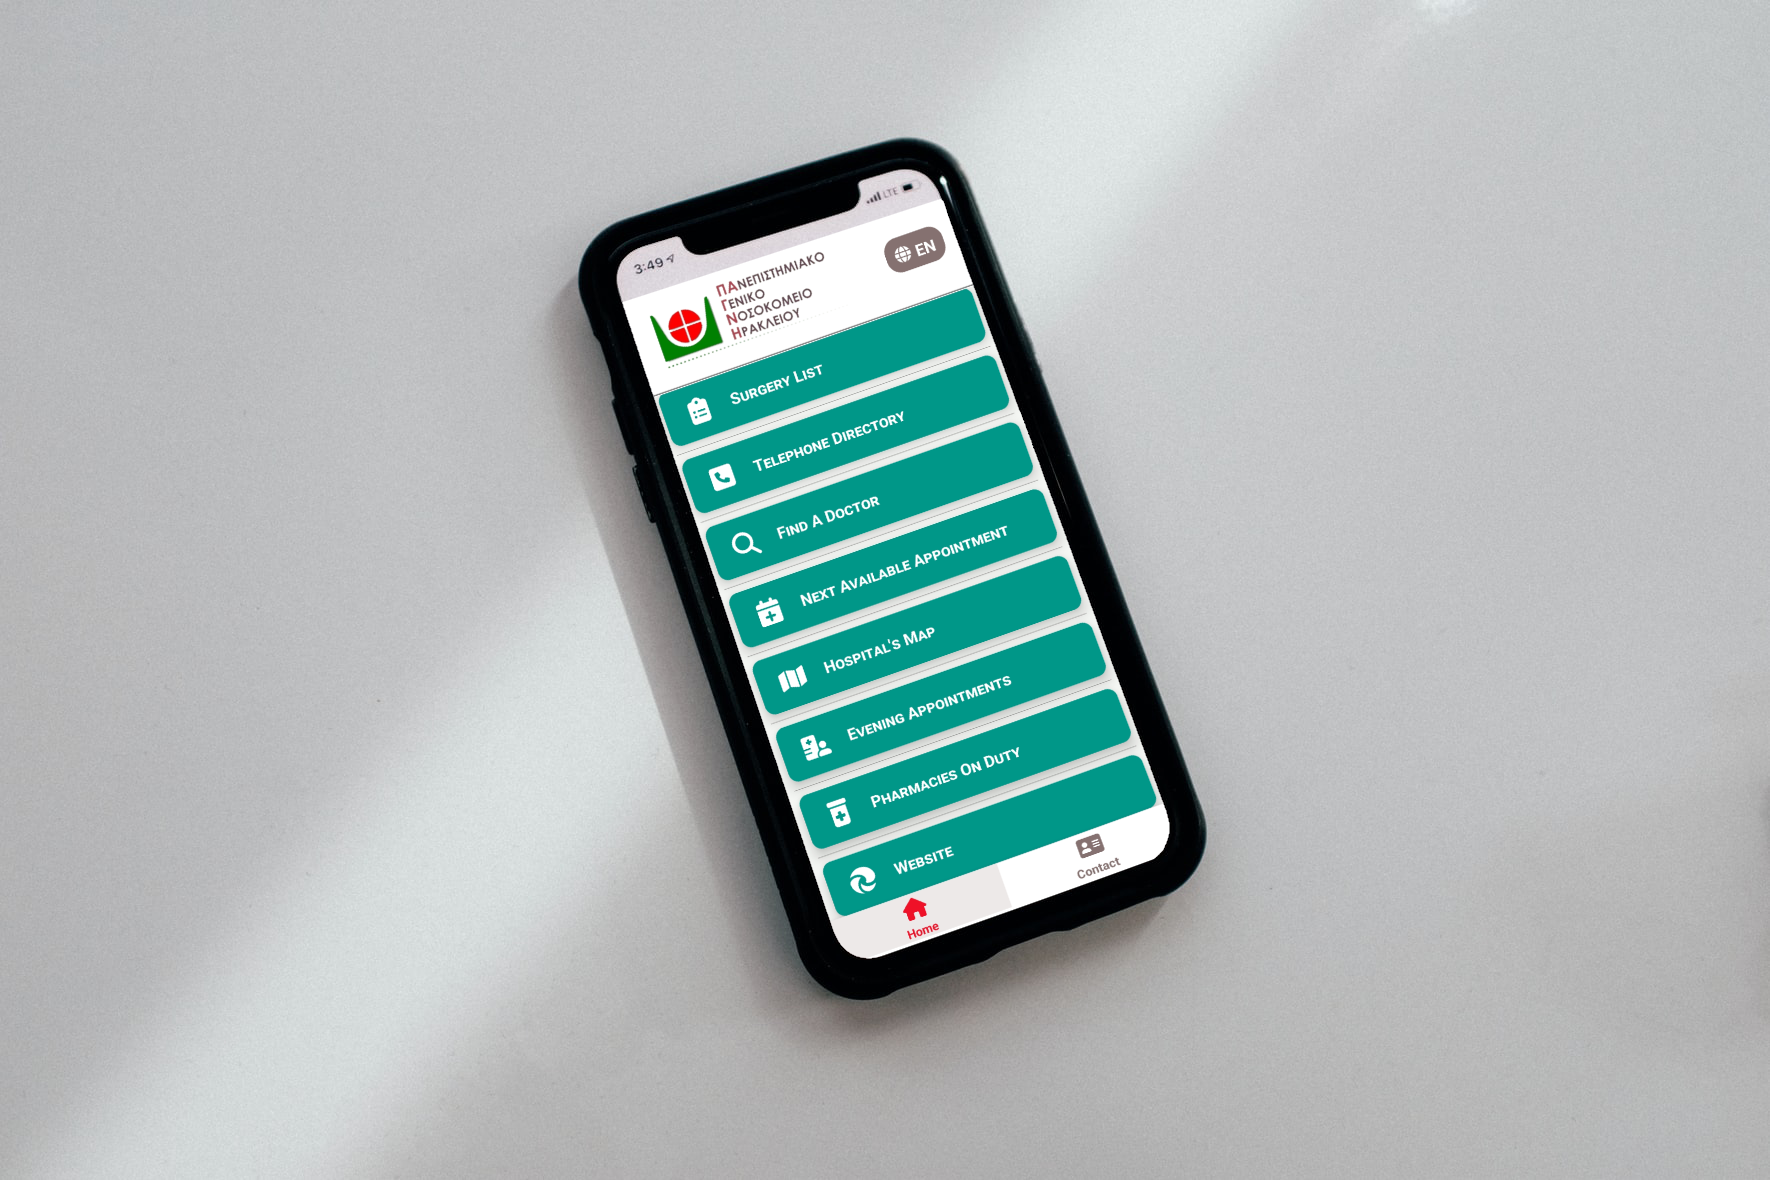 3:49
LTE
EN
ΠΑΝΕΠΙΣΤΗΜΙΑΚΟ
ΓΕΝΙΚΟ
ΝΟΣΟΚΟΜΕΙΟ
ΗΡΑΚΛΕΙΟΥ
SURGERY LIST
TELEPHONE DIRECTORY
FIND A DOCTOR
NEXT AVAILABLE APPOINTMENT
HOSPITAL'S MAP
EVENING APPOINTMENTS
PHARMACIES ON DUTY
WEBSITE
Home
Contact